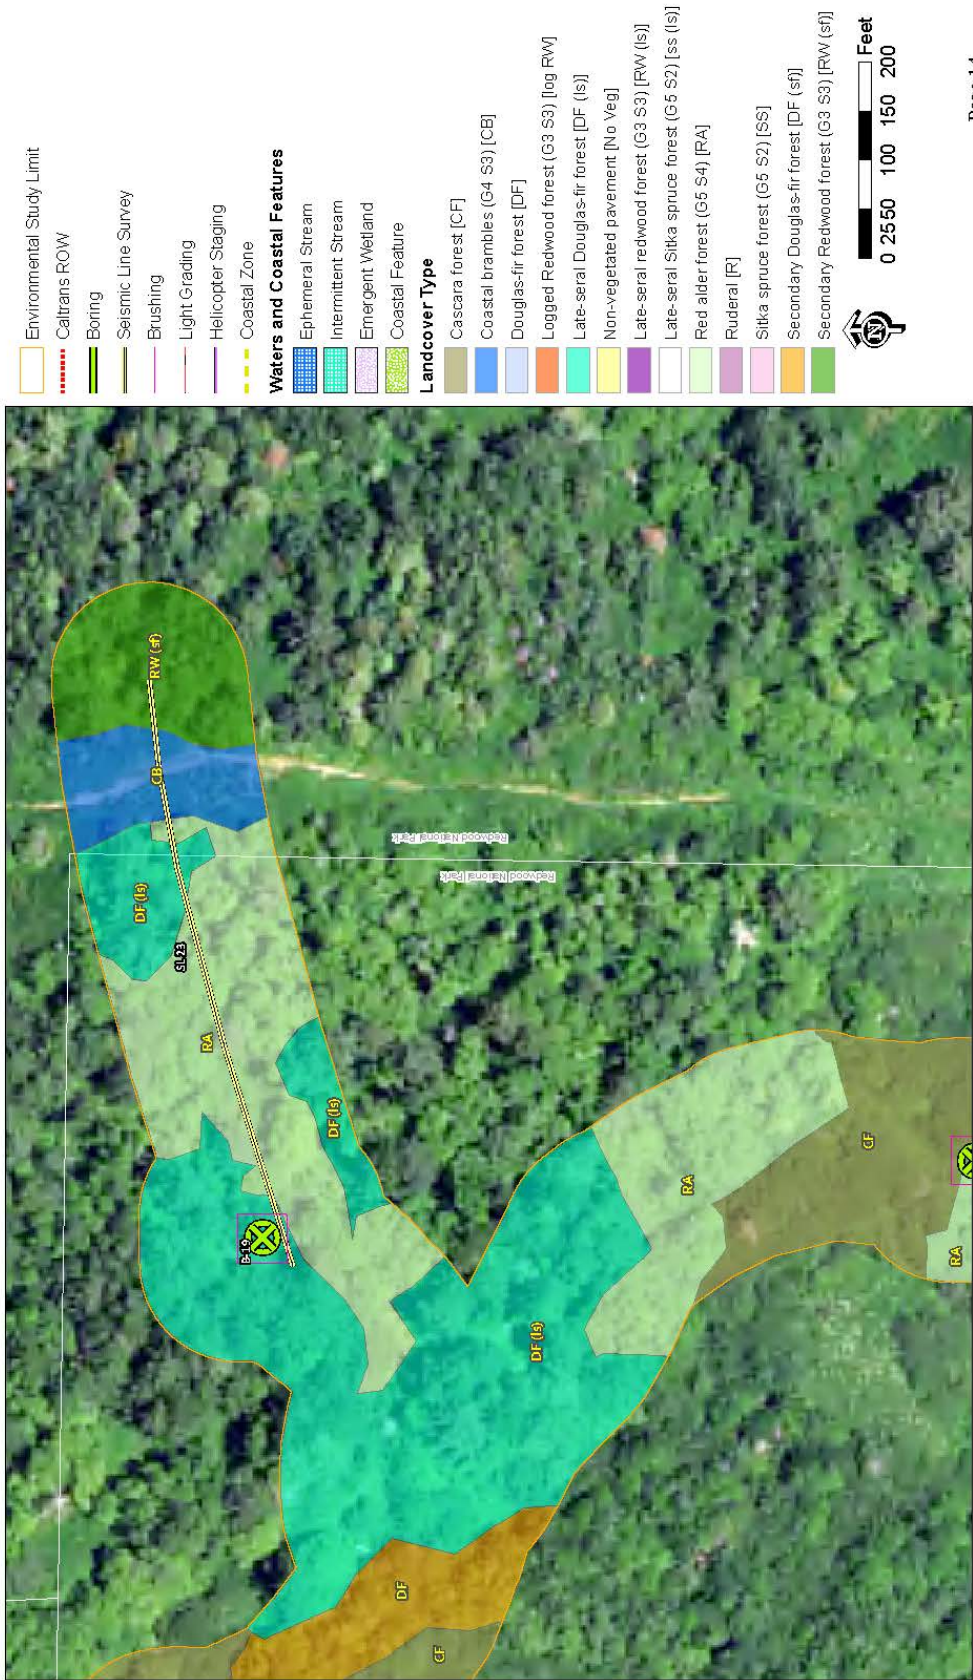 Environmental Study Limit
Caltrans ROW
Boring
Seismic Line Survey
Brushing
Light Grading
Helicopter Staging
Coastal Zone
Waters and Coastal Features
Ephemeral Stream
Intermittent Stream
Emergent Wetland
Coastal Feature
Landcover Type
Cascara forest [CF]
Coastal brambles (G4 S3) [CB]
Douglas-fir forest [DF]
Logged Redwood forest (G3 S3) [log RW]
Late-seral Douglas-fir forest [DF (ls)]
Non-vegetated pavement [No Veg]
Late-seral redwood forest (G3 S3) [RW (ls)]
Late-seral Sitka spruce forest (G5 S2) [ss (ls)]
Red alder forest (G5 S4) [RA]
Ruderal [R]
Sitka spruce forest (G5 S2) [SS]
Secondary Douglas-fir forest [DF (sf)]
Secondary Redwood forest (G3 S3) [RW (sf)]
N
Feet
0 25 50 100 150 200
RW (sf)
CB
DF (ls)
SL-23
RA
DF (ls)
B-19
Redwood National Park
Redwood National Park
DF (ls)
RA
CF
RA
DF
CF